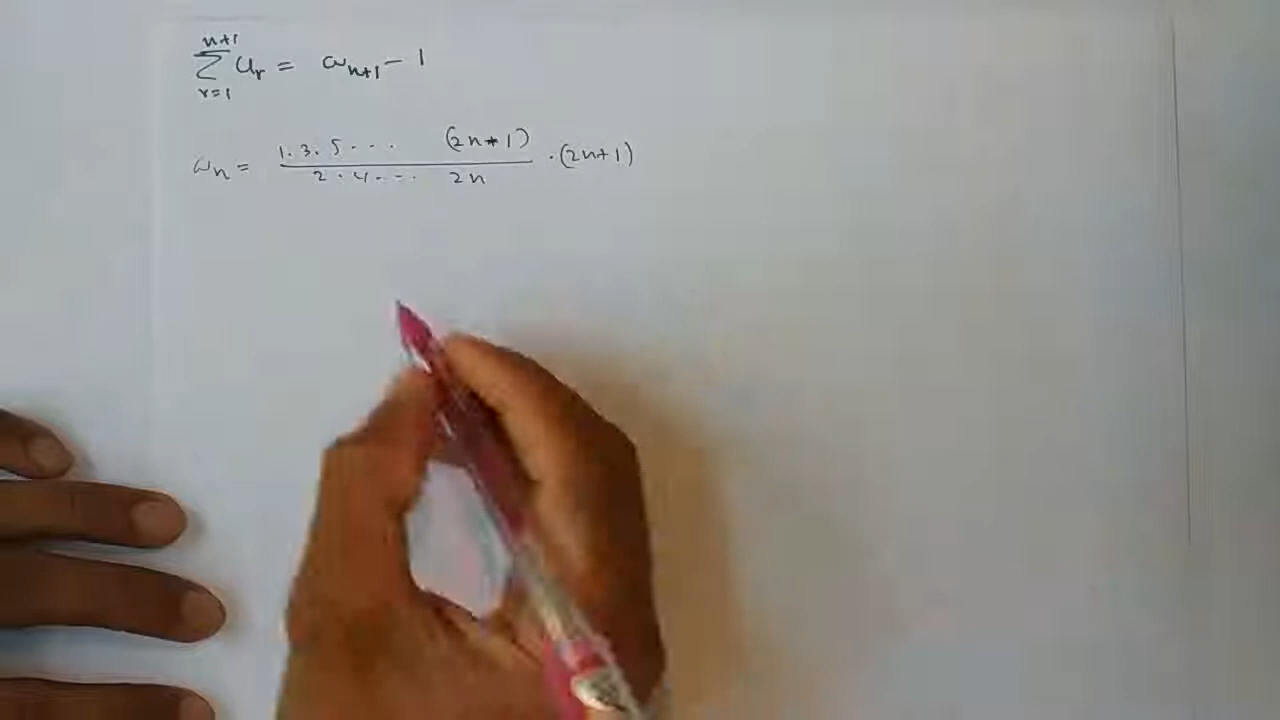 n+1
∑ u_r = ω_{n+1} - 1
r=1
ω_n = 1.3.5... (2n-1) / 2.4.... 2n .(2n+1)